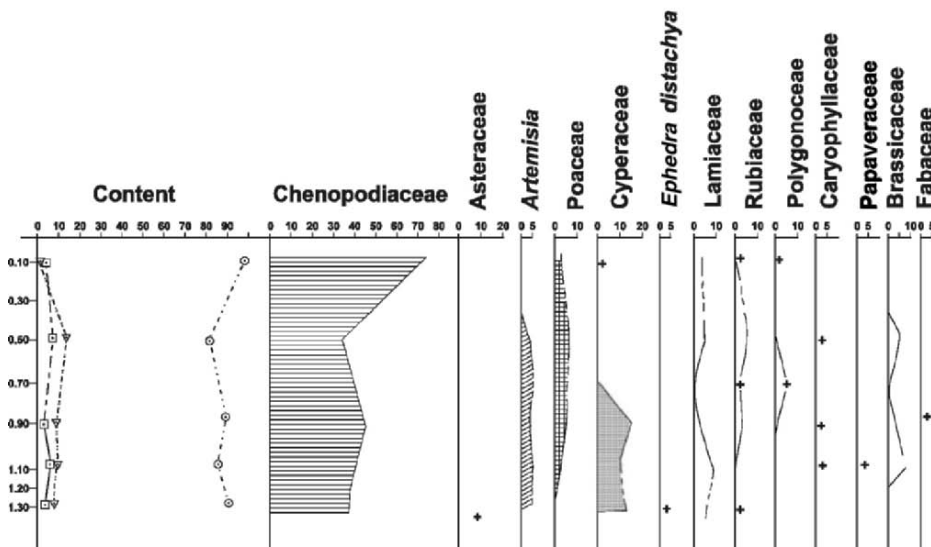 Content
Chenopodiaceae
Asteraceae
Artemisia
Poaceae
Cyperaceae
Ephedra distachya
Lamiaceae
Rubiaceae
Polygonoceae
Caryophyllaceae
Papaveraceae
Brassicaceae
Fabaceae
0 10 20 30 40 50 60 70 80 90
0 10 20 30 40 50 60 70 80
0 20
0 5
0 10 20
0 10 20
0 5
0 10
0 10
0 10
0 5
0 5
0 10
0.10
0.30
0.50
0.70
0.90
1.10
1.20
1.30